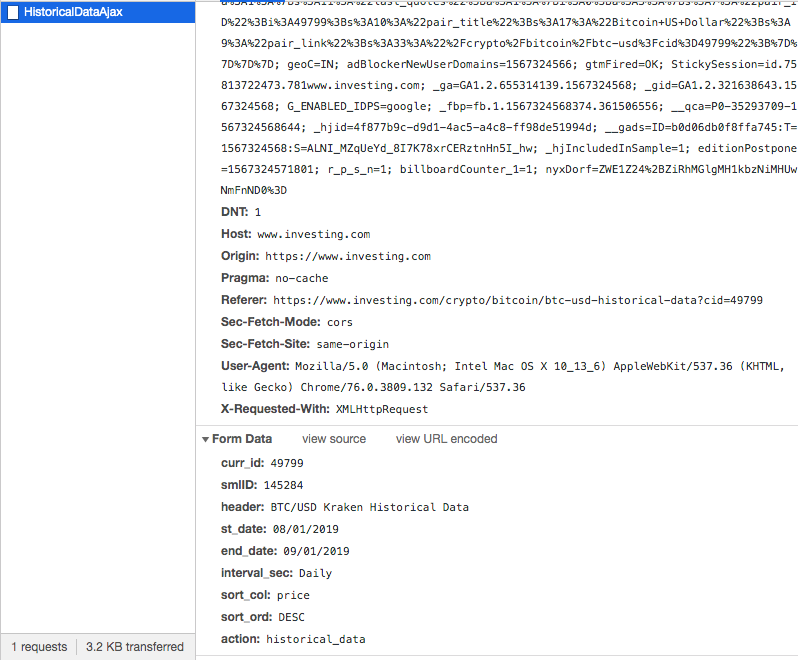 HistoricalDataAjax
D%22%3Bi%3A49799%3Bs%3A10%3A%22pair_title%22%3Bs%3A17%3A%22Bitcoin+US+Dollar%22%3Bs%3A
9%3A%22pair_link%22%3Bs%3A33%3A%22%2Fcrypto%2Fbitcoin%2Fbtc-usd%3Fcid%3D49799%22%3B%7D%
7D%7D%7D; geoC=IN; adBlockerNewUserDomains=1567324566; gtmFired=OK; StickySession=id.75
813722473.781www.investing.com; _ga=GA1.2.655314139.1567324568; _gid=GA1.2.321638643.15
67324568; G_ENABLED_IDPS=google; _fbp=fb.1.1567324568374.361506556; __qca=P0-35293709-1
567324568644; _hjid=4f877b9c-d9d1-4ac5-a4c8-ff98de51994d; __gads=ID=b0d06db0f8ffa745:T=
1567324568:S=ALNI_MZqUeYd_8I7K78xrCERztnHn5I_hw; _hjIncludedInSample=1; editionPostpone
=1567324571801; r_p_s_n=1; billboardCounter_1=1; nyxDorf=ZWE1Z24%2BZiRhMGlgMH1kbzNiMHUw
NmFnND0%3D
DNT: 1
Host: www.investing.com
Origin: https://www.investing.com
Pragma: no-cache
Referer: https://www.investing.com/crypto/bitcoin/btc-usd-historical-data?cid=49799
Sec-Fetch-Mode: cors
Sec-Fetch-Site: same-origin
User-Agent: Mozilla/5.0 (Macintosh; Intel Mac OS X 10_13_6) AppleWebKit/537.36 (KHTML,
like Gecko) Chrome/76.0.3809.132 Safari/537.36
X-Requested-With: XMLHttpRequest
Form Data view source view URL encoded
curr_id: 49799
smlID: 145284
header: BTC/USD Kraken Historical Data
st_date: 08/01/2019
end_date: 09/01/2019
interval_sec: Daily
sort_col: price
sort_ord: DESC
action: historical_data
1 requests 3.2 KB transferred